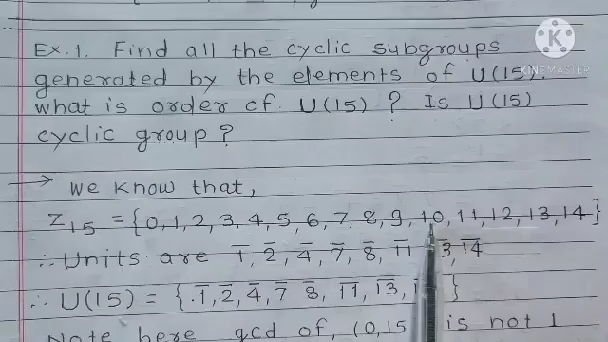 Ex. 1. Find all the cyclic subgroups
KINEMASTER
generated by the elements of U(15).
what is order of U(15) ? Is U(15)
cyclic group?
→ We know that,
Z₁₅ = {0, 1, 2, 3, 4, 5, 6, 7 8, 9, 10, 11, 12, 13, 14}
∴ Units are 1̅, 2̅, 4̅, 7̅, 8̅, 1̅1̅, 3̅, 1̅4̅
∴ U(15) = {1̅, 2̅, 4̅, 7̅ 8̅, 1̅1̅, 1̅3̅, }
Note here gcd of, 10, 15 is not 1